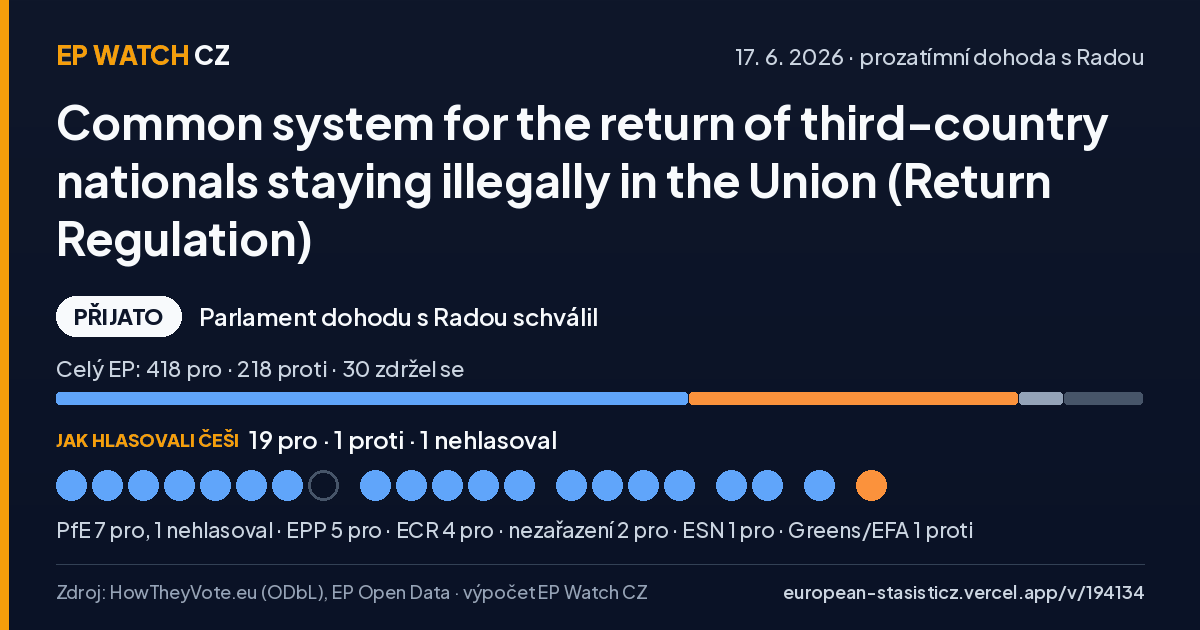 EP WATCH CZ
17. 6. 2026 · prozatímní dohoda s Radou
Common system for the return of third-country
nationals staying illegally in the Union (Return
Regulation)
PŘIJATO Parlament dohodu s Radou schválil
Celý EP: 418 pro · 218 proti · 30 zdržel se
JAK HLASOVALI ČEŠI 19 pro · 1 proti · 1 nehlasoval
PfE 7 pro, 1 nehlasoval · EPP 5 pro · ECR 4 pro · nezařazení 2 pro · ESN 1 pro · Greens/EFA 1 proti
Zdroj: HowTheyVote.eu (ODbL), EP Open Data · výpočet EP Watch CZ
european-stasisticz.vercel.app/v/194134